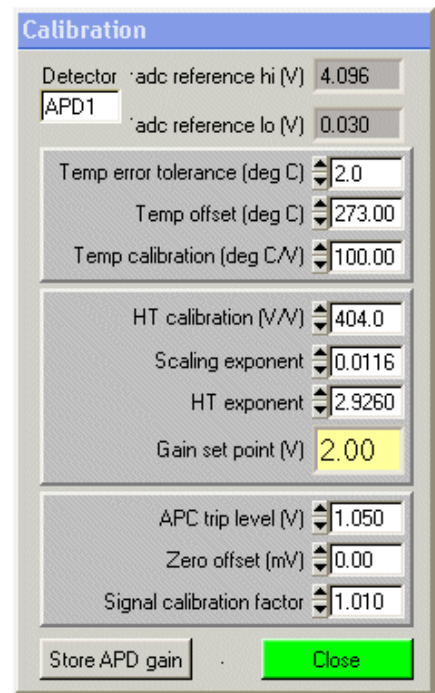 Calibration
Detector adc reference hi (V) 4.096
APD1
adc reference lo (V) 0.030
Temp error tolerance (deg C) 2.0
Temp offset (deg C) 273.00
Temp calibration (deg C/V) 100.00
HT calibration (V/V) 404.0
Scaling exponent 0.0116
HT exponent 2.9260
Gain set point (V) 2.00
APC trip level (V) 1.050
Zero offset (mV) 0.00
Signal calibration factor 1.010
Store APD gain Close